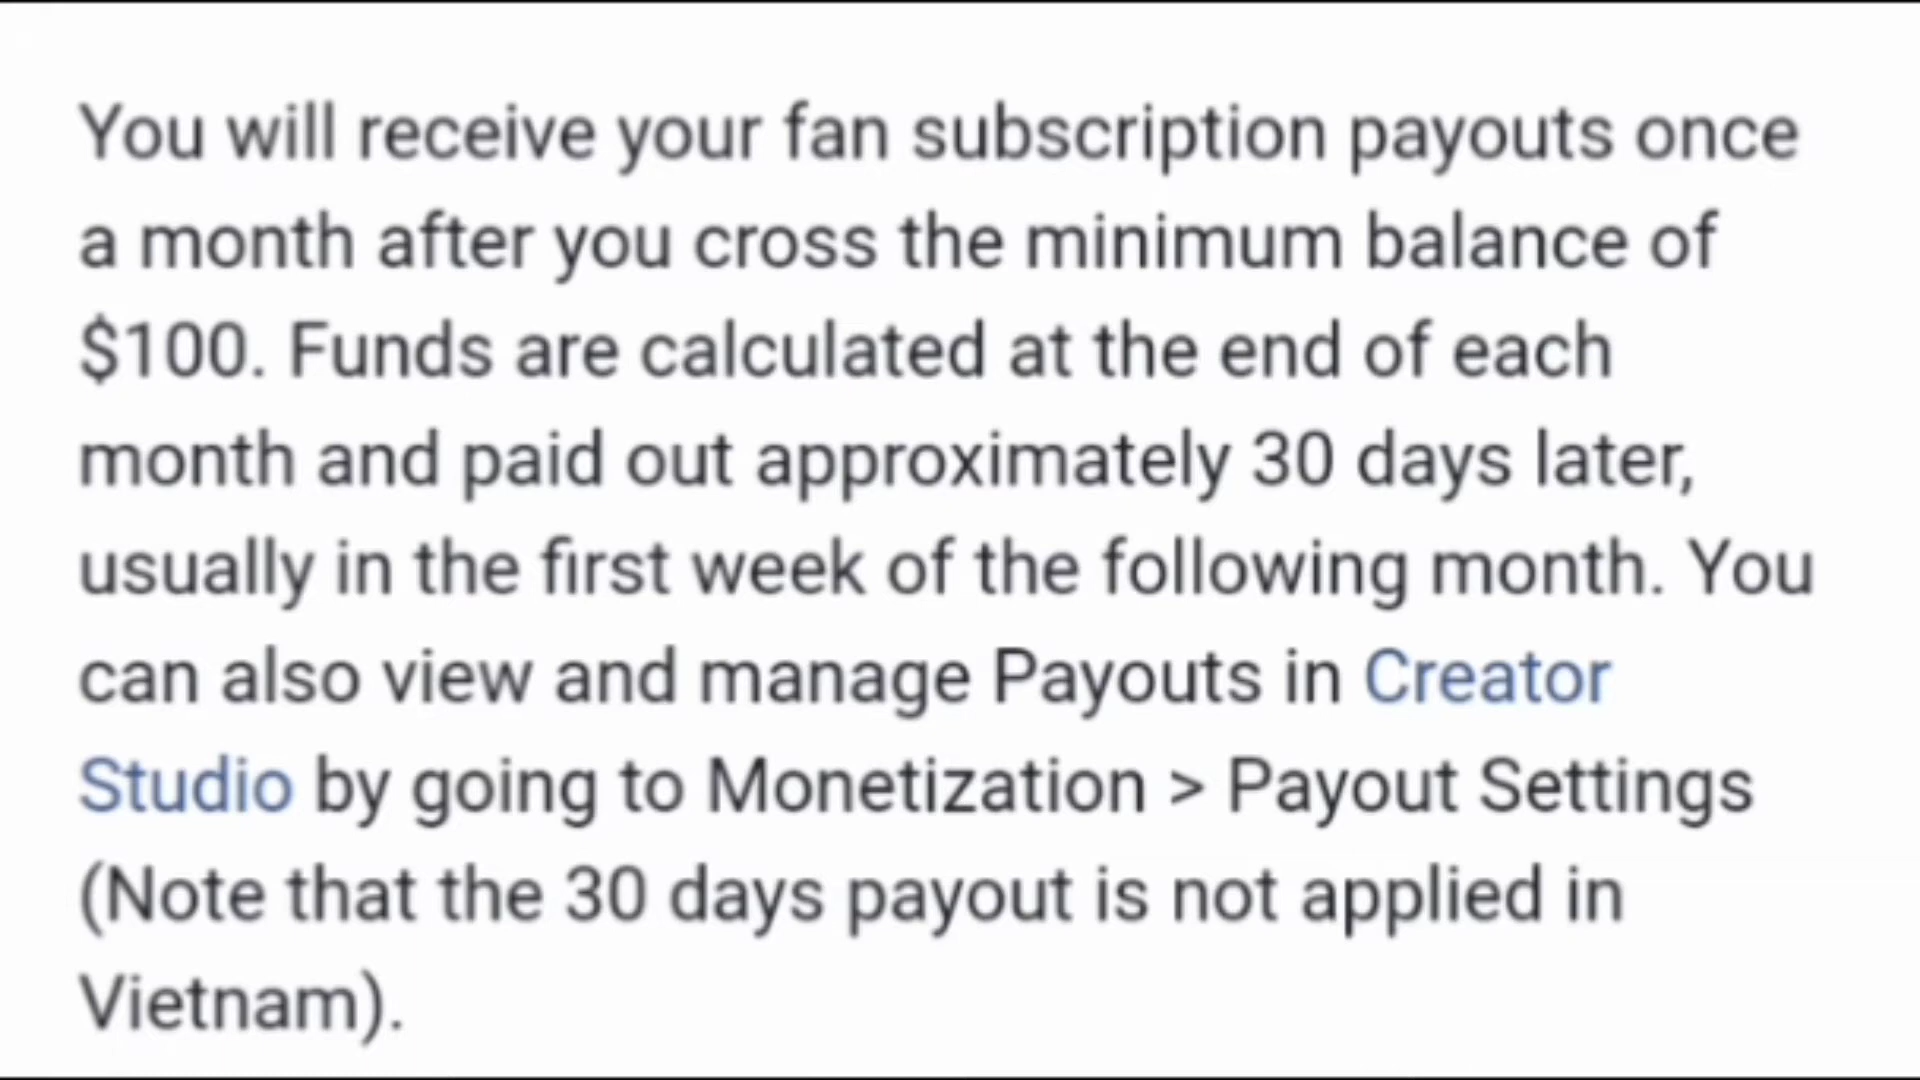 You will receive your fan subscription payouts once
a month after you cross the minimum balance of
$100. Funds are calculated at the end of each
month and paid out approximately 30 days later,
usually in the first week of the following month. You
can also view and manage Payouts in Creator
Studio by going to Monetization > Payout Settings
(Note that the 30 days payout is not applied in
Vietnam).